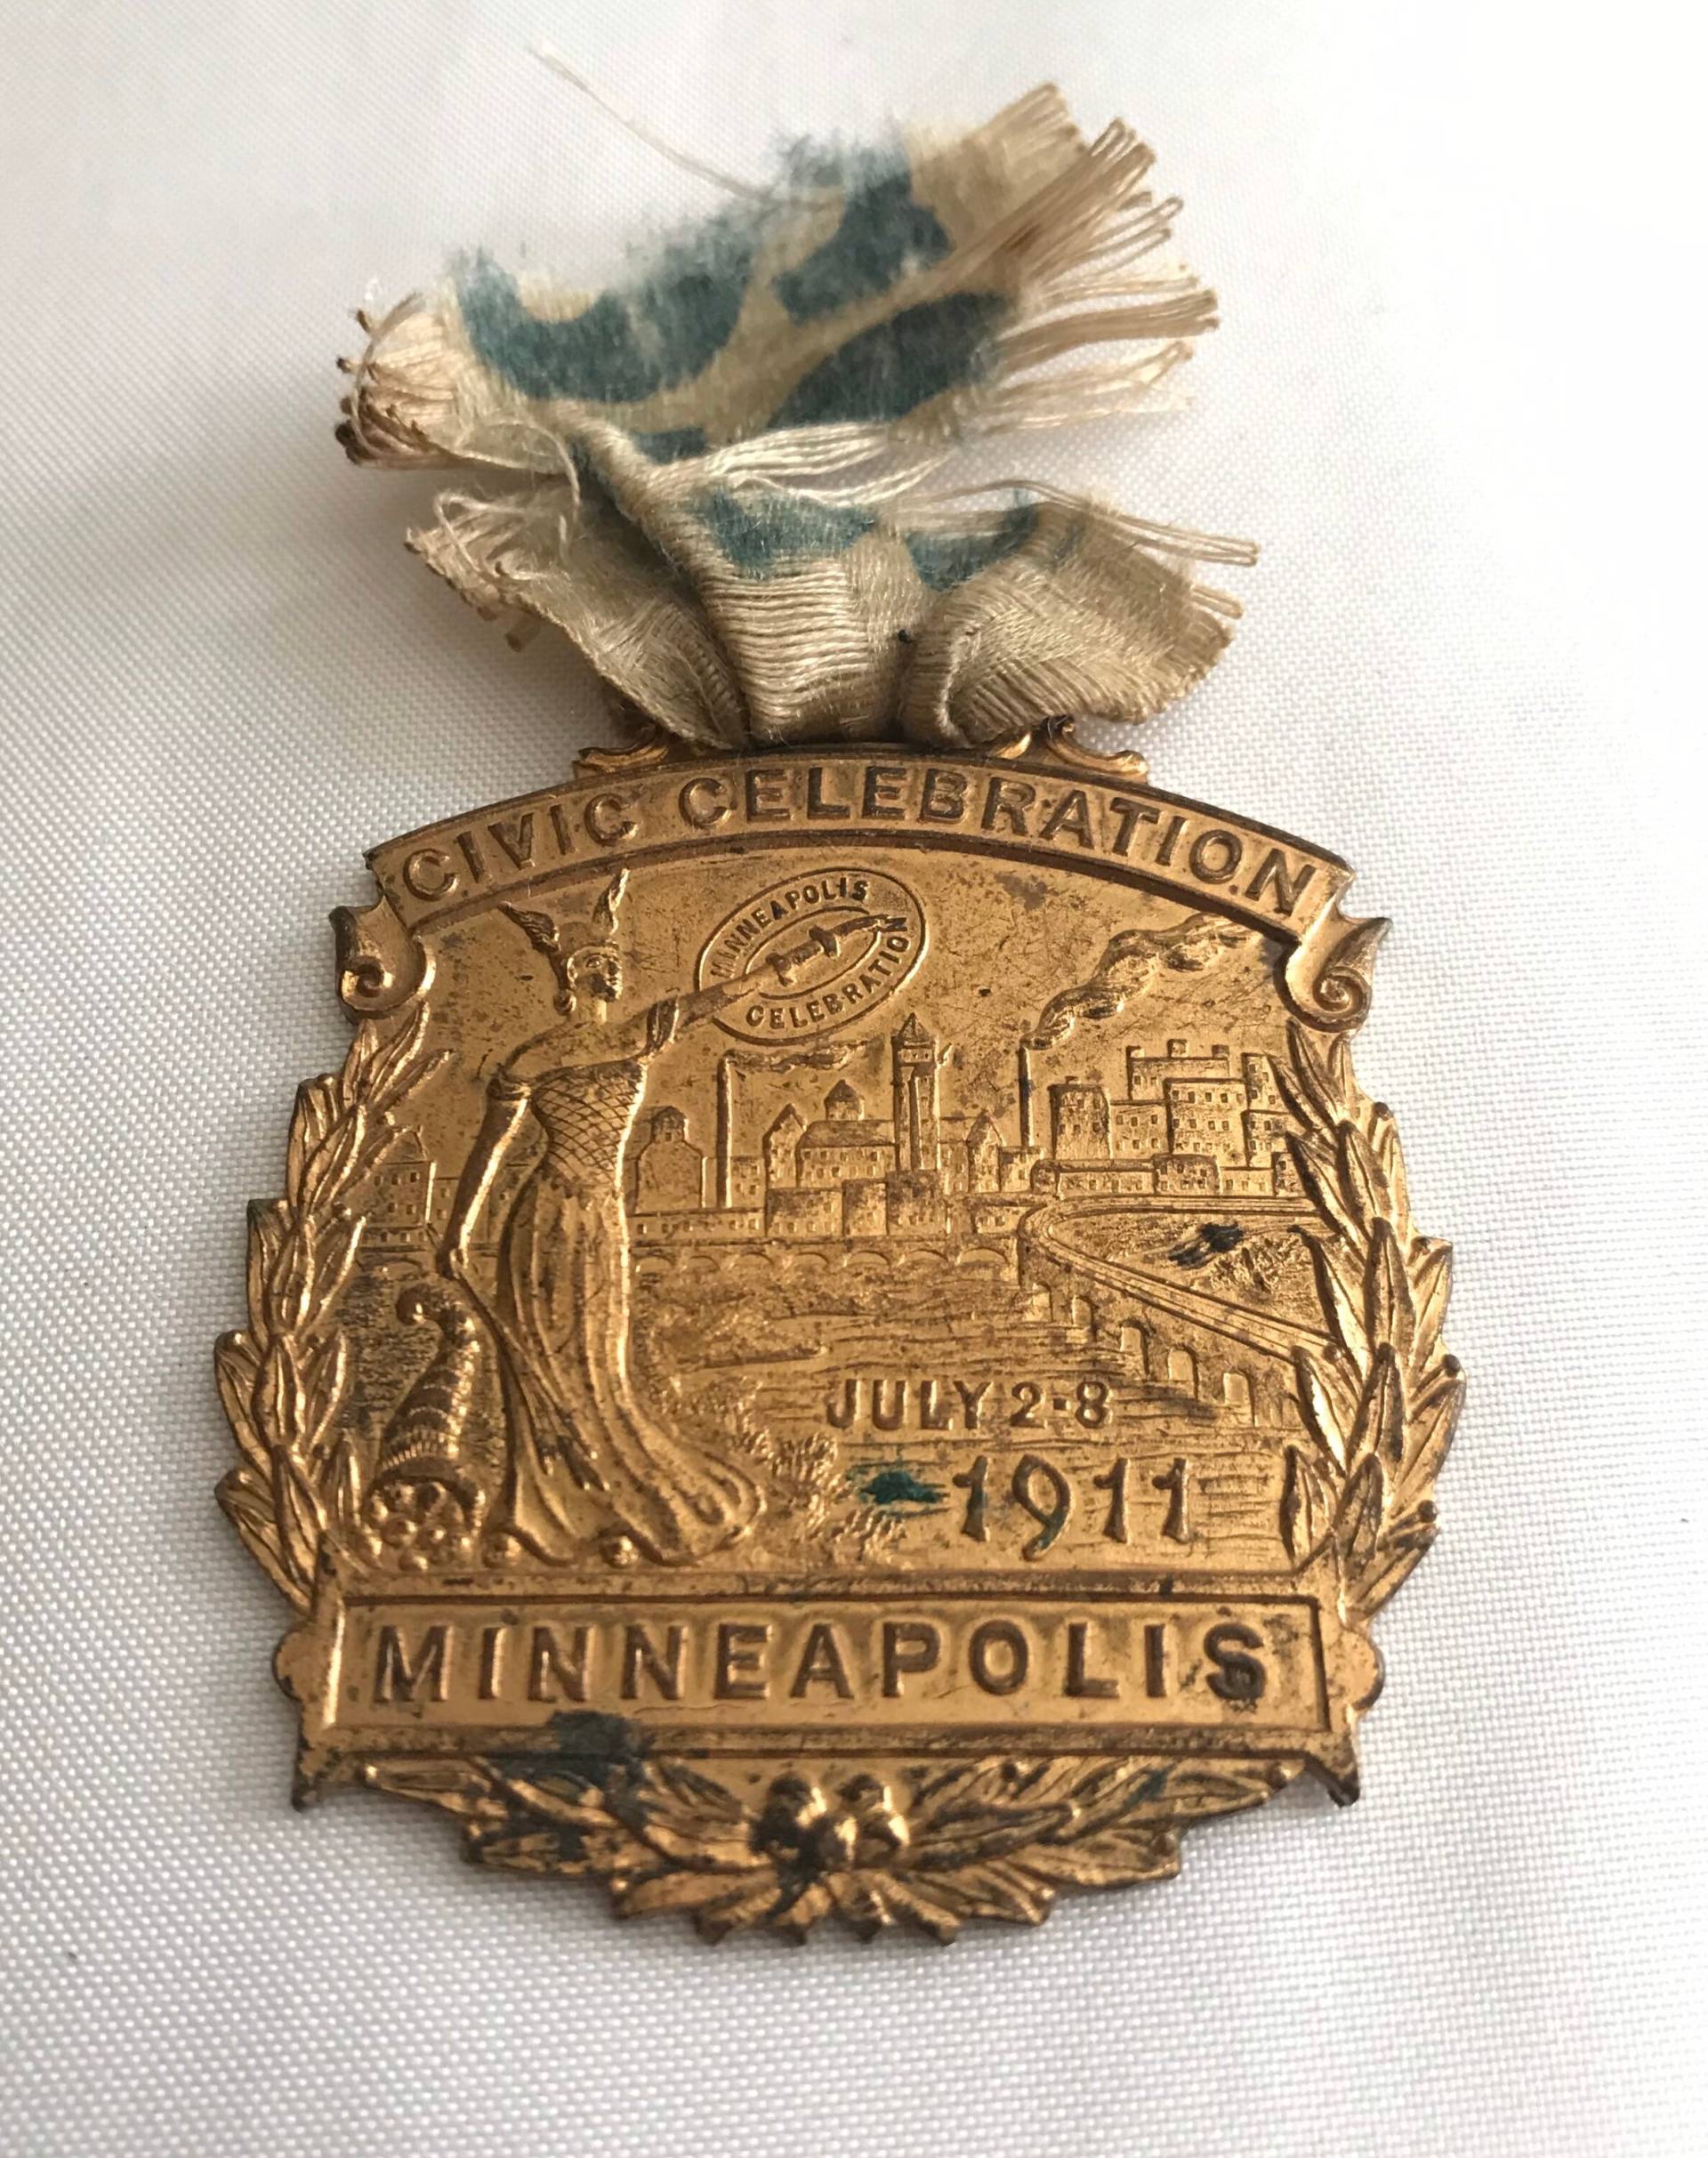 CIVIC CELEBRATION
MINNEAPOLIS
CELEBRATION
JULY 2-8
1911
MINNEAPOLIS